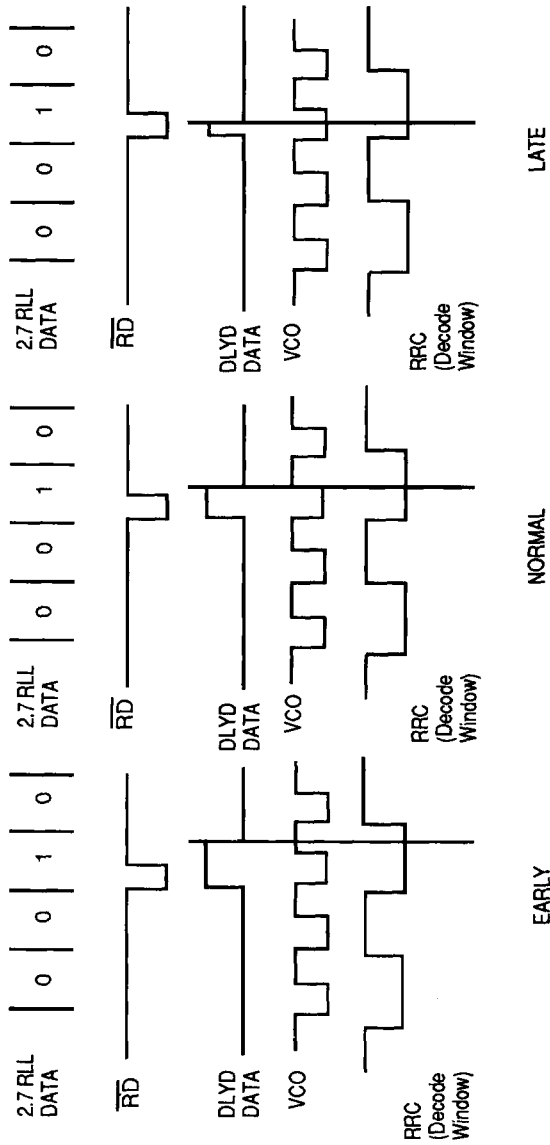 2.7 RLL
DATA
0 0 1 0
RD
DLYD
DATA
VCO
RRC
(Decode
Window)
EARLY
2.7 RLL
DATA
0 0 1 0
RD
DLYD
DATA
VCO
RRC
(Decode
Window)
NORMAL
2.7 RLL
DATA
0 0 1 0
RD
DLYD
DATA
VCO
RRC
(Decode
Window)
LATE